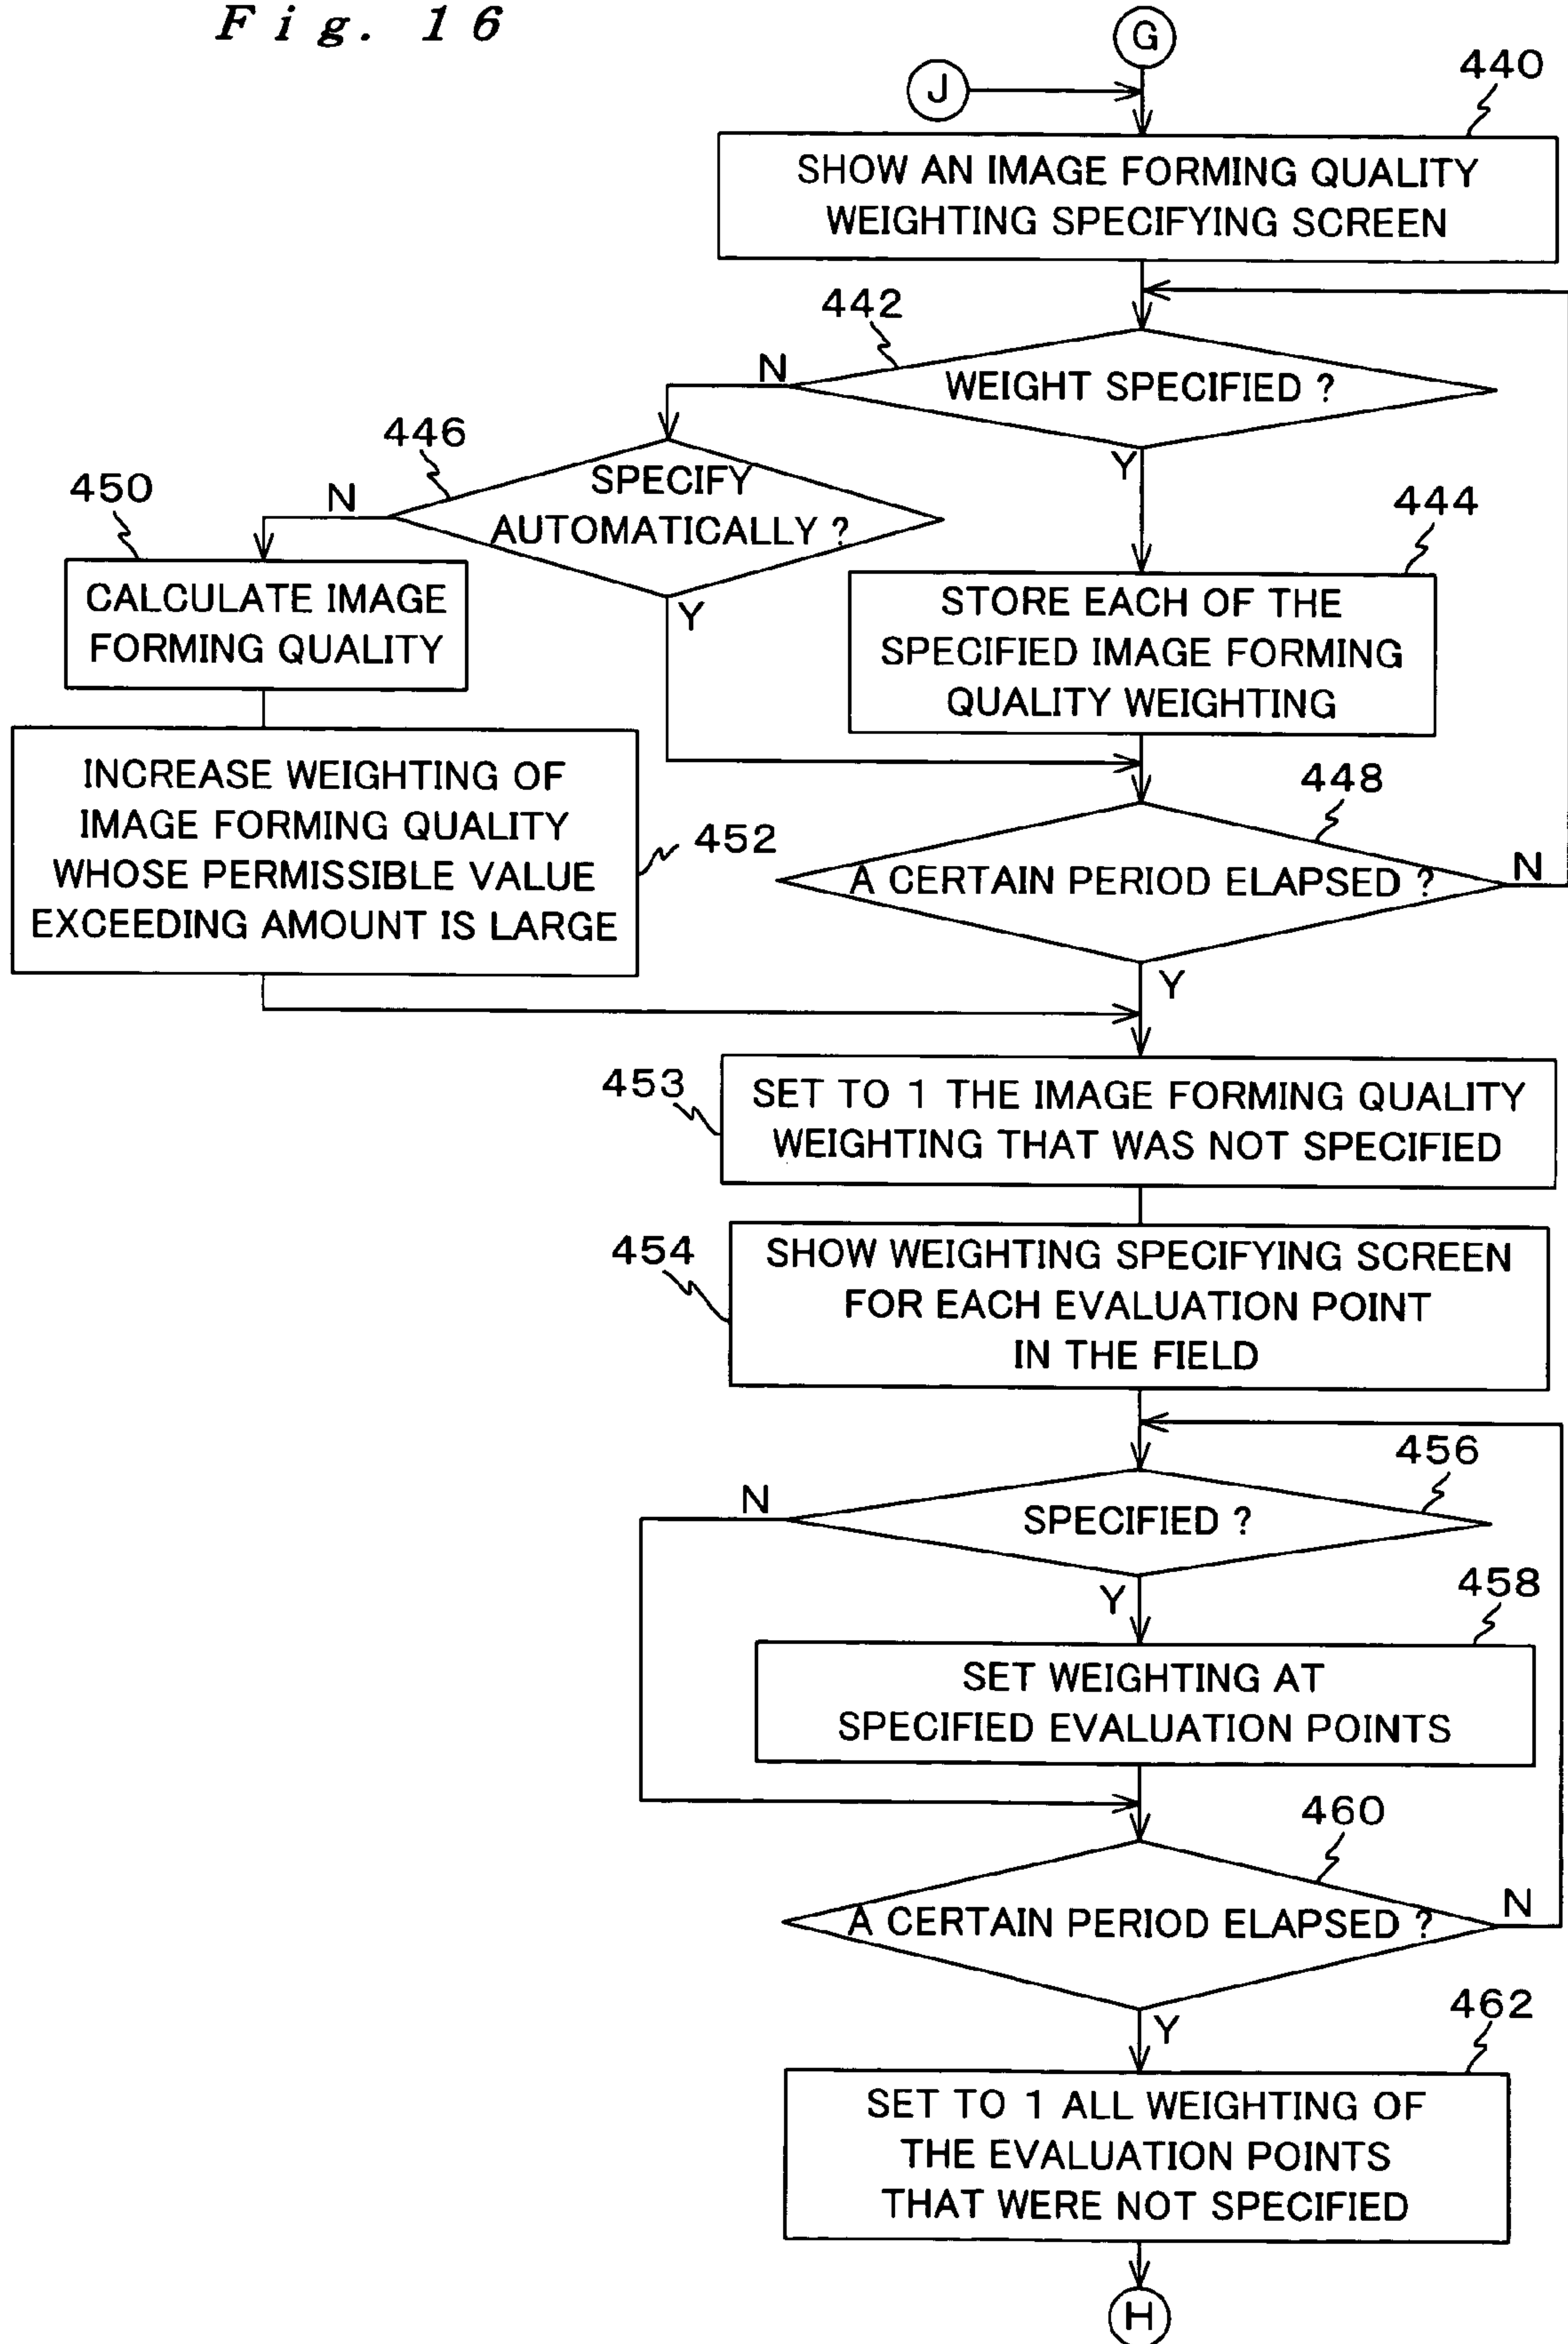 Fig. 16
G
J
440
SHOW AN IMAGE FORMING QUALITY
WEIGHTING SPECIFYING SCREEN
442
N
WEIGHT SPECIFIED ?
Y
446
SPECIFY
AUTOMATICALLY ?
N
Y
450
CALCULATE IMAGE
FORMING QUALITY
444
STORE EACH OF THE
SPECIFIED IMAGE FORMING
QUALITY WEIGHTING
INCREASE WEIGHTING OF
IMAGE FORMING QUALITY
WHOSE PERMISSIBLE VALUE
EXCEEDING AMOUNT IS LARGE
452
448
A CERTAIN PERIOD ELAPSED ?
N
Y
453
SET TO 1 THE IMAGE FORMING QUALITY
WEIGHTING THAT WAS NOT SPECIFIED
454
SHOW WEIGHTING SPECIFYING SCREEN
FOR EACH EVALUATION POINT
IN THE FIELD
456
N
SPECIFIED ?
Y
458
SET WEIGHTING AT
SPECIFIED EVALUATION POINTS
460
A CERTAIN PERIOD ELAPSED ?
N
Y
462
SET TO 1 ALL WEIGHTING OF
THE EVALUATION POINTS
THAT WERE NOT SPECIFIED
H